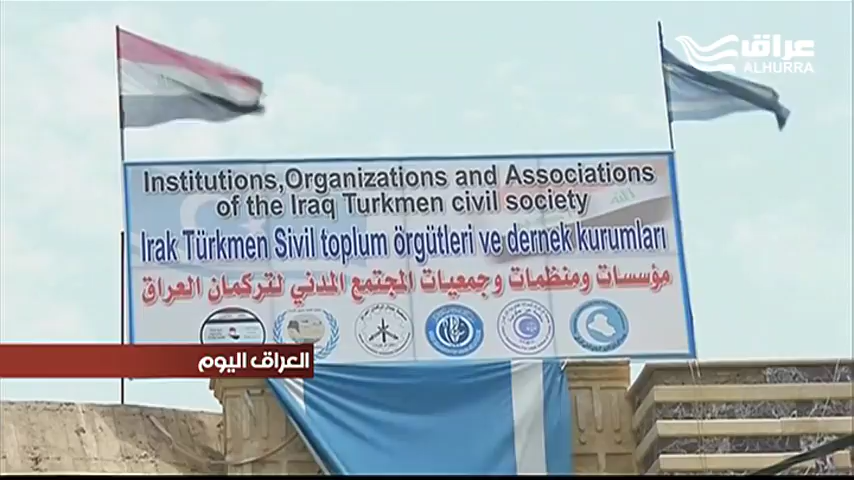 عراق
ALHURRA
Institutions,Organizations and Associations
of the Iraq Turkmen civil society
Irak Türkmen Sivil toplum örgütleri ve dernek kurumları
مؤسسات ومنظمات وجمعيات المجتمع المدني لتركمان العراق
العراق اليوم